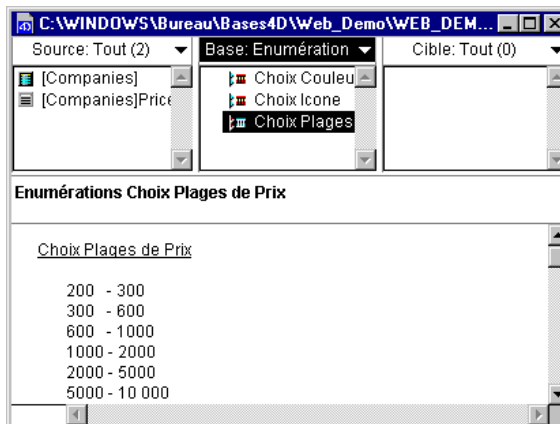 C:\WINDOWS\Bureau\Bases4D\Web_Demo\WEB_DEM...
Source: Tout (2) Base: Enumération Cible: Tout (0)
[Companies] Choix Couleu
[Companies]Price Choix Icone
Choix Plages
Enumérations Choix Plages de Prix
Choix Plages de Prix
200 - 300
300 - 600
600 - 1000
1000 - 2000
2000 - 5000
5000 - 10 000